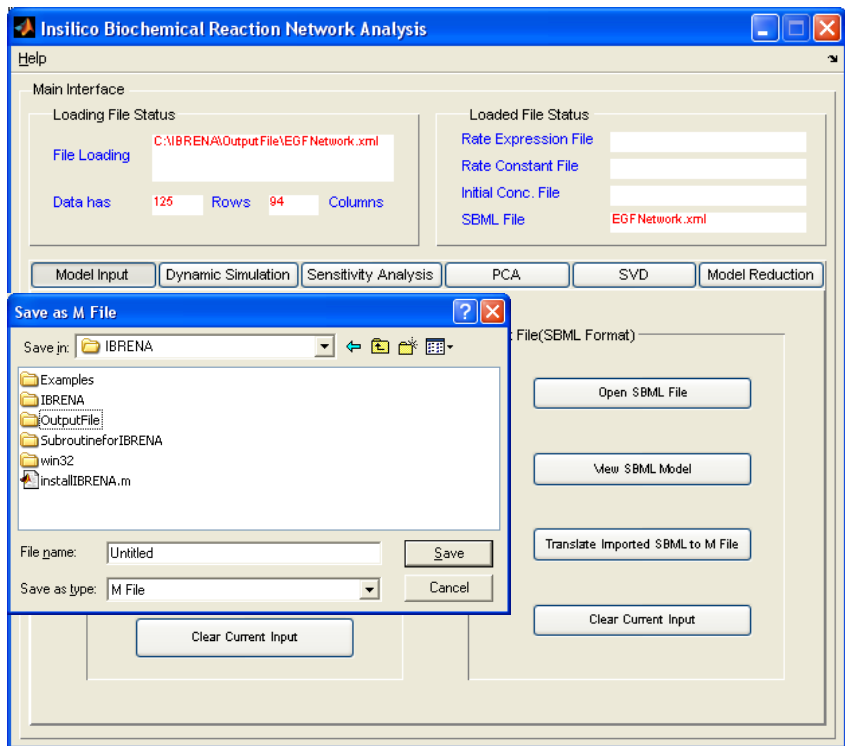 Insilico Biochemical Reaction Network Analysis
Help
Main Interface
Loading File Status
File Loading
C:\IBRENA\OutputFile\EGFNetwork.xml
Data has 125 Rows 94 Columns
Loaded File Status
Rate Expression File
Rate Constant File
Initial Conc. File
SBML File EGFNetwork.xml
Model Input Dynamic Simulation Sensitivity Analysis PCA SVD Model Reduction
Save as M File
Save in: IBRENA
Examples
IBRENA
OutputFile
SubroutineforIBRENA
win32
installIBRENA.m
File name: Untitled Save
Save as type: M File Cancel
Clear Current Input
File(SBML Format)
Open SBML File
View SBML Model
Translate Imported SBML to M File
Clear Current Input